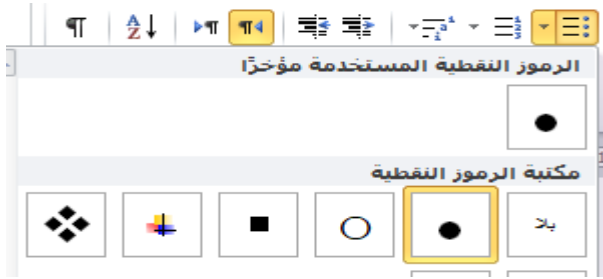 الرموز النقطية المستخدمة مؤخرًا
مكتبة الرموز النقطية
بلا